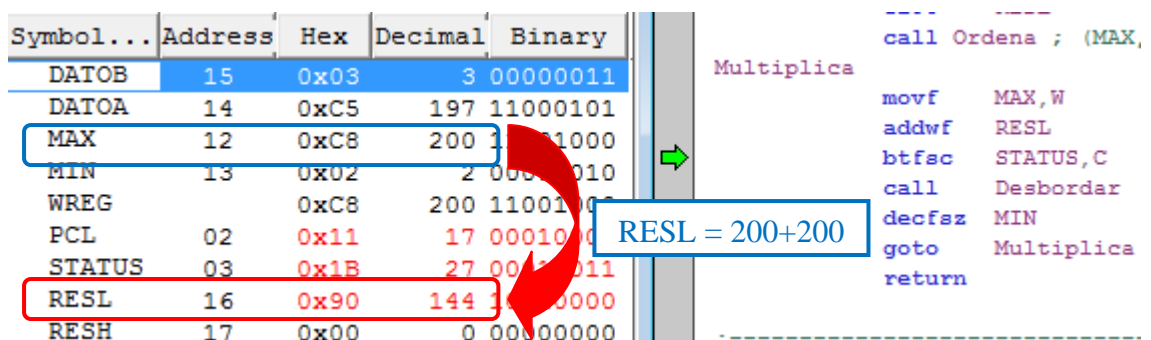 Symbol... Address Hex Decimal Binary
DATOB 15 0x03 3 00000011
DATOA 14 0xC5 197 11000101
MAX 12 0xC8 200
MIN 13 0x02 2
WREG 0xC8 200
PCL 02 0x11 17
STATUS 03 0x1B 27
RESL 16 0x90 144
RESH 17 0x00 0 00000000
RESL = 200+200
call Ordena ; (MAX,
Multiplica
movf MAX,W
addwf RESL
btfsc STATUS,C
call Desbordar
decfsz MIN
goto Multiplica
return